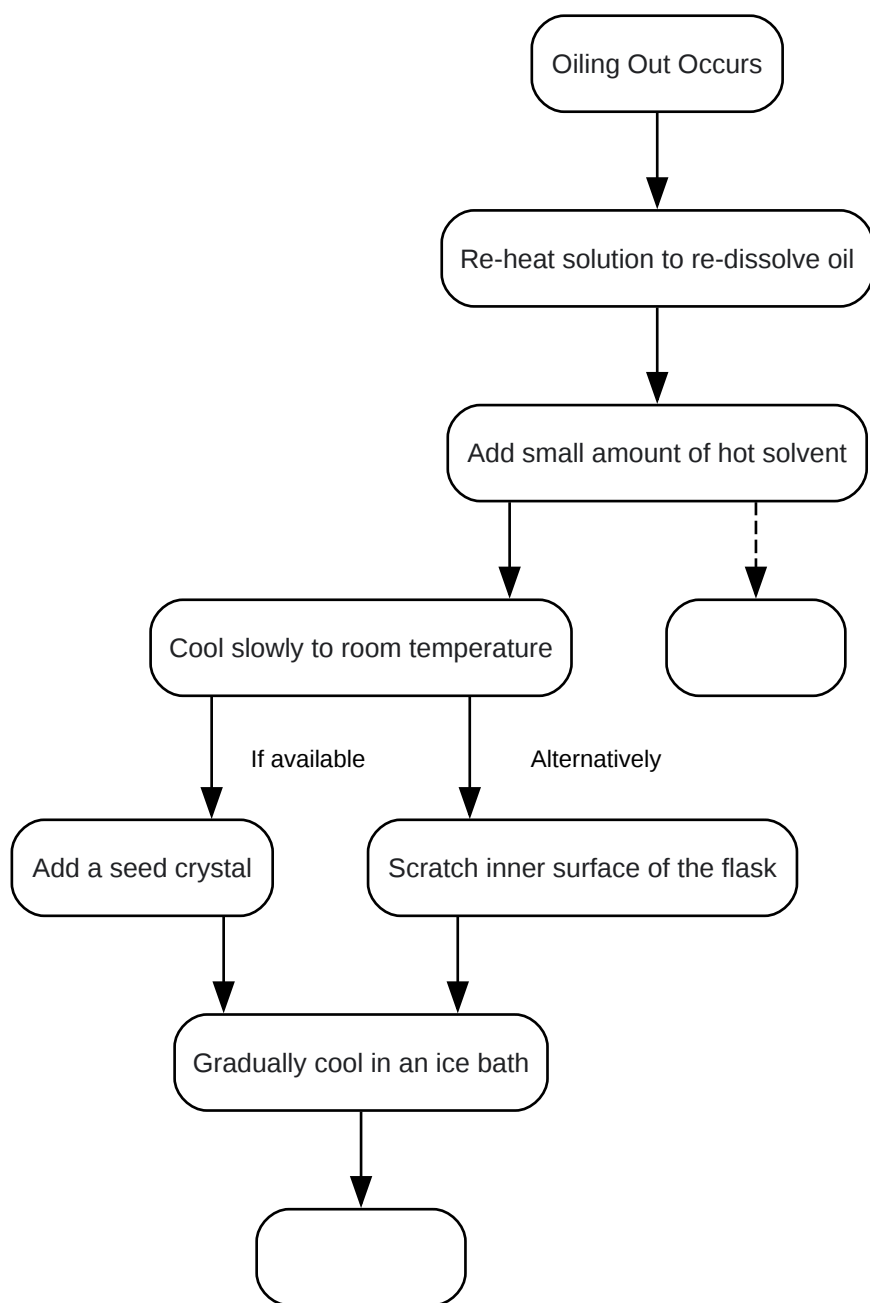 Oiling Out Occurs
Re-heat solution to re-dissolve oil
Add small amount of hot solvent
Cool slowly to room temperature
If available
Alternatively
Add a seed crystal
Scratch inner surface of the flask
Gradually cool in an ice bath